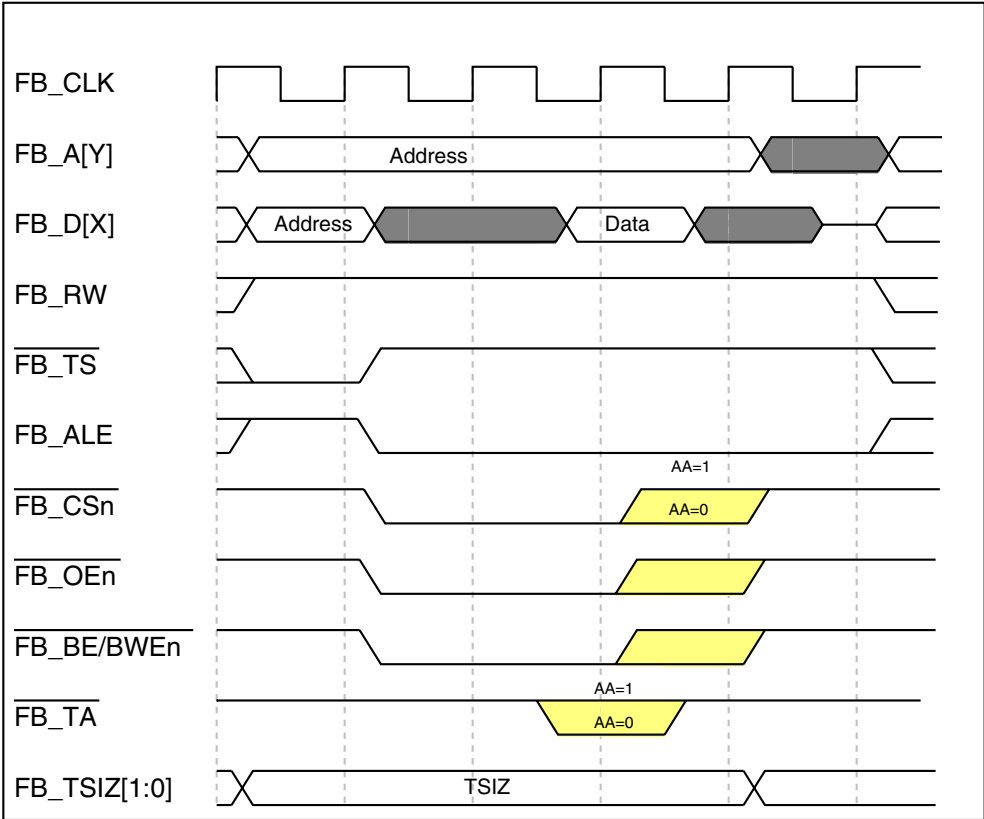 FB_CLK
FB_A[Y]
Address
FB_D[X]
Address
Data
FB_RW
FB_TS
FB_ALE
AA=1
FB_CSn
AA=0
FB_OEn
FB_BE/BWEn
AA=1
FB_TA
AA=0
FB_TSIZ[1:0]
TSIZ